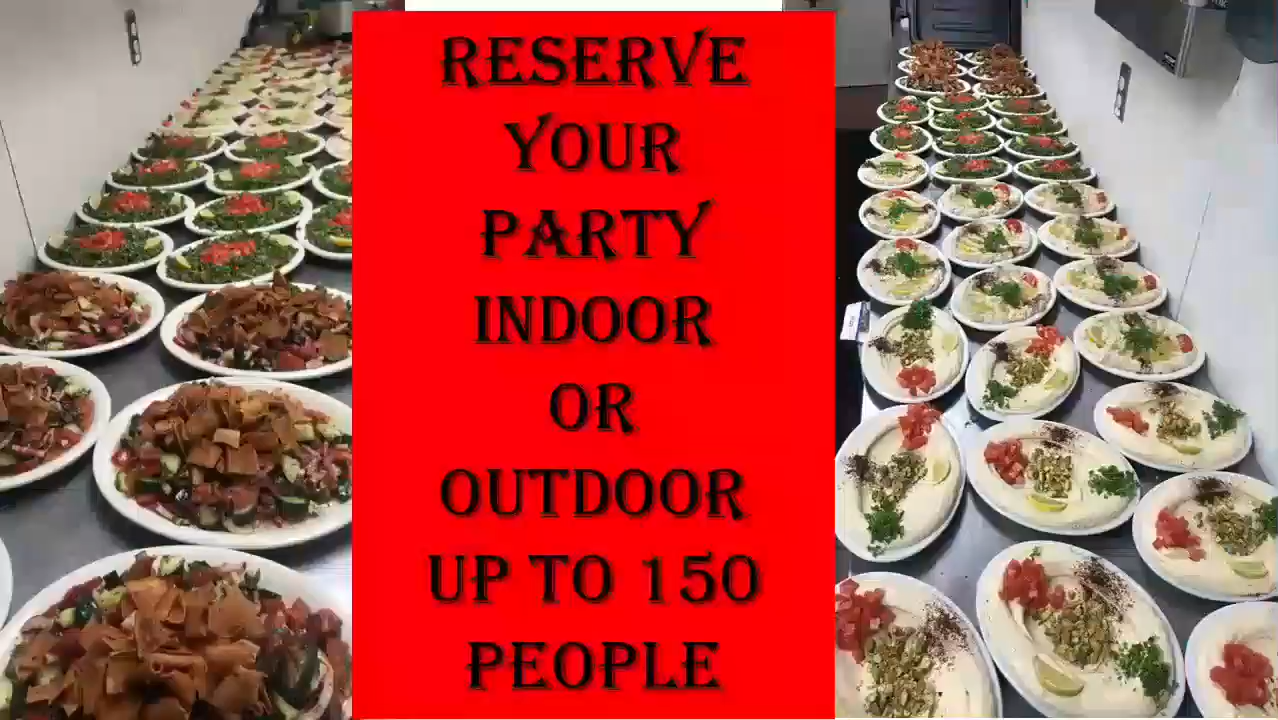 RESERVE
YOUR
PARTY
INDOOR
OR
OUTDOOR
UP TO 150
PEOPLE